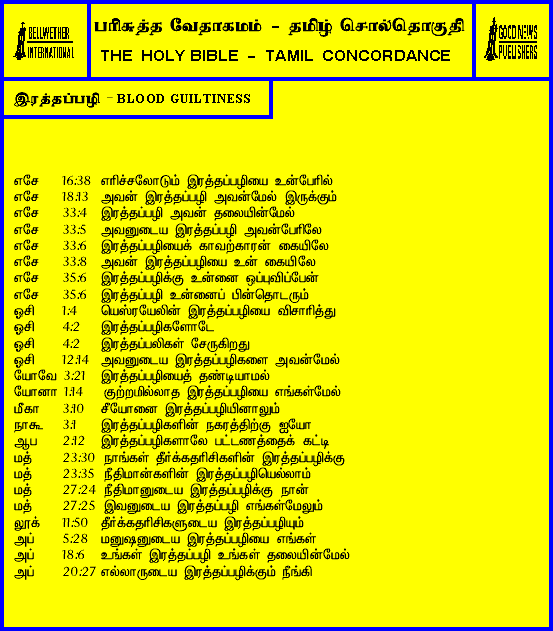 BELLWETHER
INTERNATIONAL
பரிசுத்த வேதாகமம் - தமிழ் சொல்தொகுதி
THE HOLY BIBLE - TAMIL CONCORDANCE
GOOD NEWS
PUBLISHERS
இரத்தப்பழி - BLOOD GUILTINESS
எசே 16:38 எரிச்சலோடும் இரத்தப்பழியை உன்பேரில்
எசே 18:13 அவன் இரத்தப்பழி அவன்மேல் இருக்கும்
எசே 33:4 இரத்தப்பழி அவன் தலையின்மேல்
எசே 33:5 அவனுடைய இரத்தப்பழி அவன்பேரிலே
எசே 33:6 இரத்தப்பழியைக் காவற்காரன் கையிலே
எசே 33:8 அவன் இரத்தப்பழியை உன் கையிலே
எசே 35:6 இரத்தப்பழிக்கு உன்னை ஒப்புவிப்பேன்
எசே 35:6 இரத்தப்பழி உன்னைப் பின்தொடரும்
ஓசி 1:4 யெஸ்ரயேலின் இரத்தப்பழியை விசாரித்து
ஓசி 4:2 இரத்தப்பழிகளோடே
ஓசி 4:2 இரத்தப்பலிகள் சேருகிறது
ஓசி 12:14 அவனுடைய இரத்தப்பழிகளை அவன்மேல்
யோவே 3:21 இரத்தப்பழியைத் தண்டியாமல்
யோனா 1:14 குற்றமில்லாத இரத்தப்பழியை எங்கள்மேல்
மீகா 3:10 சீயோனை இரத்தப்பழியினாலும்
நாகூ 3:1 இரத்தப்பழிகளின் நகரத்திற்கு ஐயோ
ஆப 2:12 இரத்தப்பழிகளாலே பட்டணத்தைக் கட்டி
மத் 23:30 நாங்கள் தீர்க்கதரிசிகளின் இரத்தப்பழிக்கு
மத் 23:35 நீதிமான்களின் இரத்தப்பழியெல்லாம்
மத் 27:24 நீதிமானுடைய இரத்தப்பழிக்கு நான்
மத் 27:25 இவனுடைய இரத்தப்பழி எங்கள்மேலும்
லூக் 11:50 தீர்க்கதரிசிகளுடைய இரத்தப்பழியும்
அப் 5:28 மனுஷனுடைய இரத்தப்பழியை எங்கள்
அப் 18:6 உங்கள் இரத்தப்பழி உங்கள் தலையின்மேல்
அப் 20:27 எல்லாருடைய இரத்தப்பழிக்கும் நீங்கி